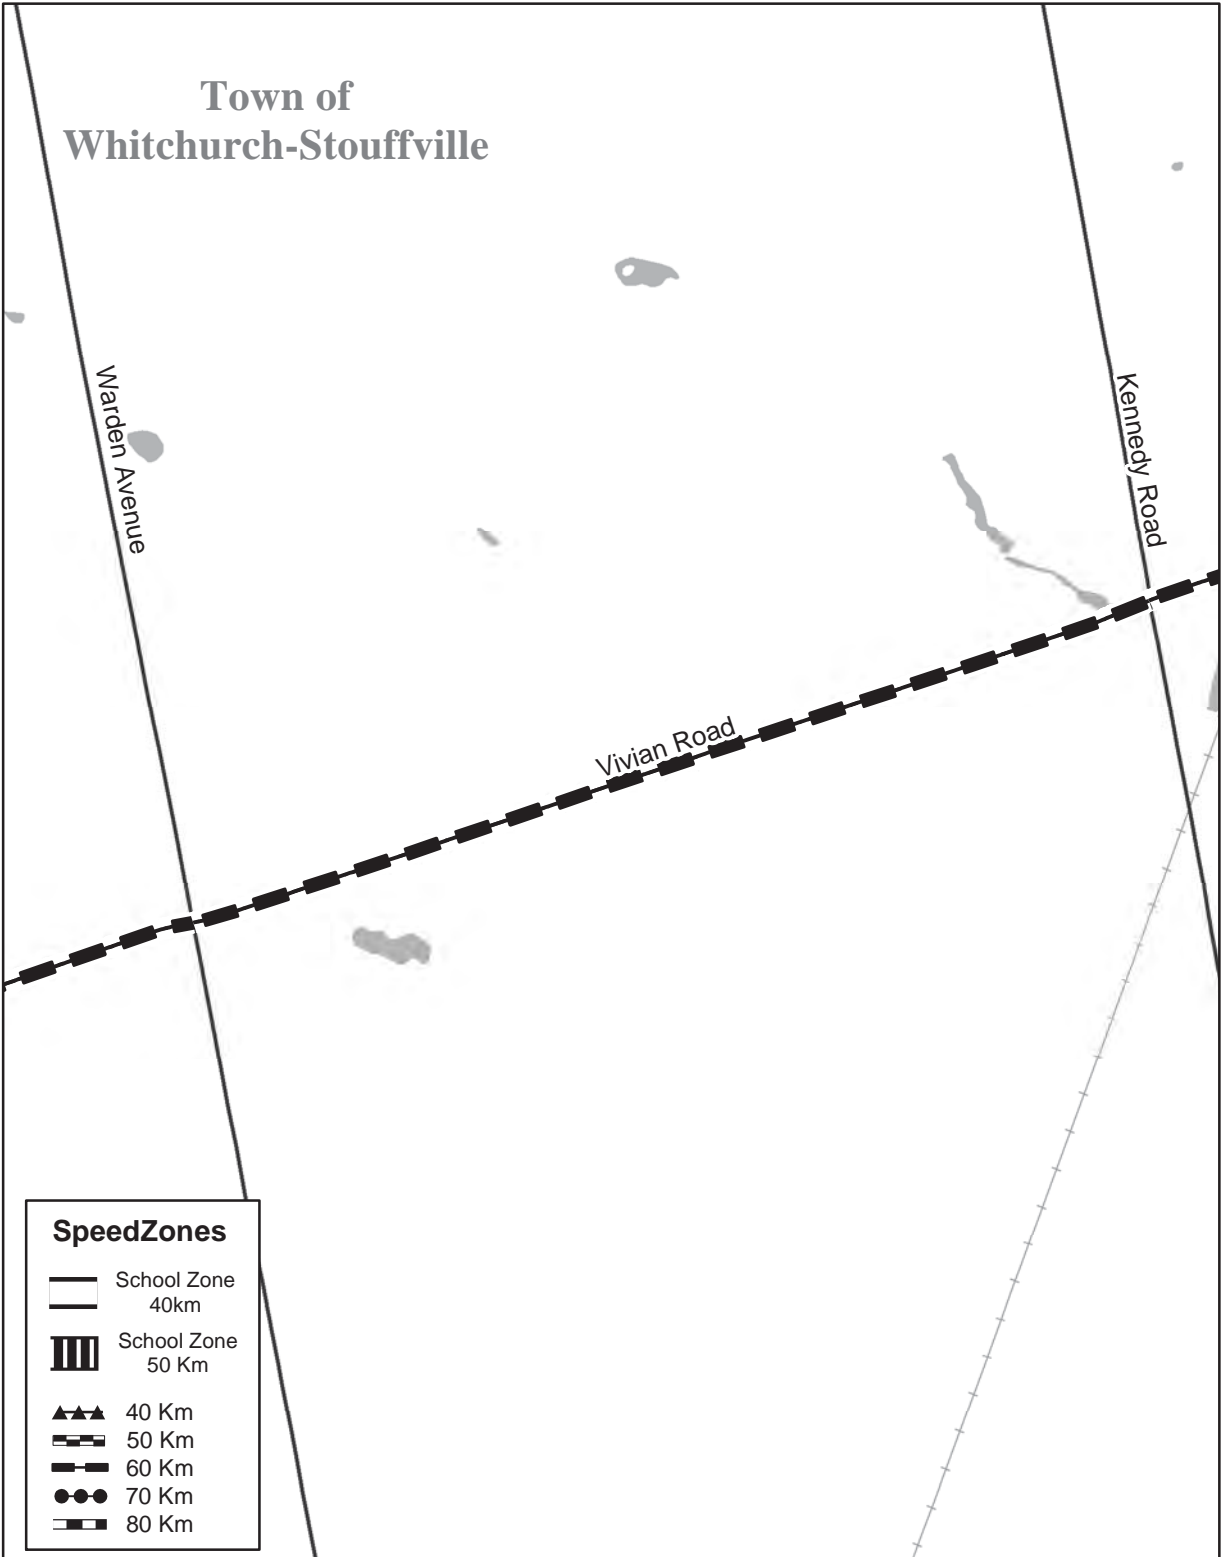 Town of
Whitchurch-Stouffville
Warden Avenue
Kennedy Road
Vivian Road
SpeedZones
School Zone
40km
School Zone
50 Km
40 Km
50 Km
60 Km
70 Km
80 Km